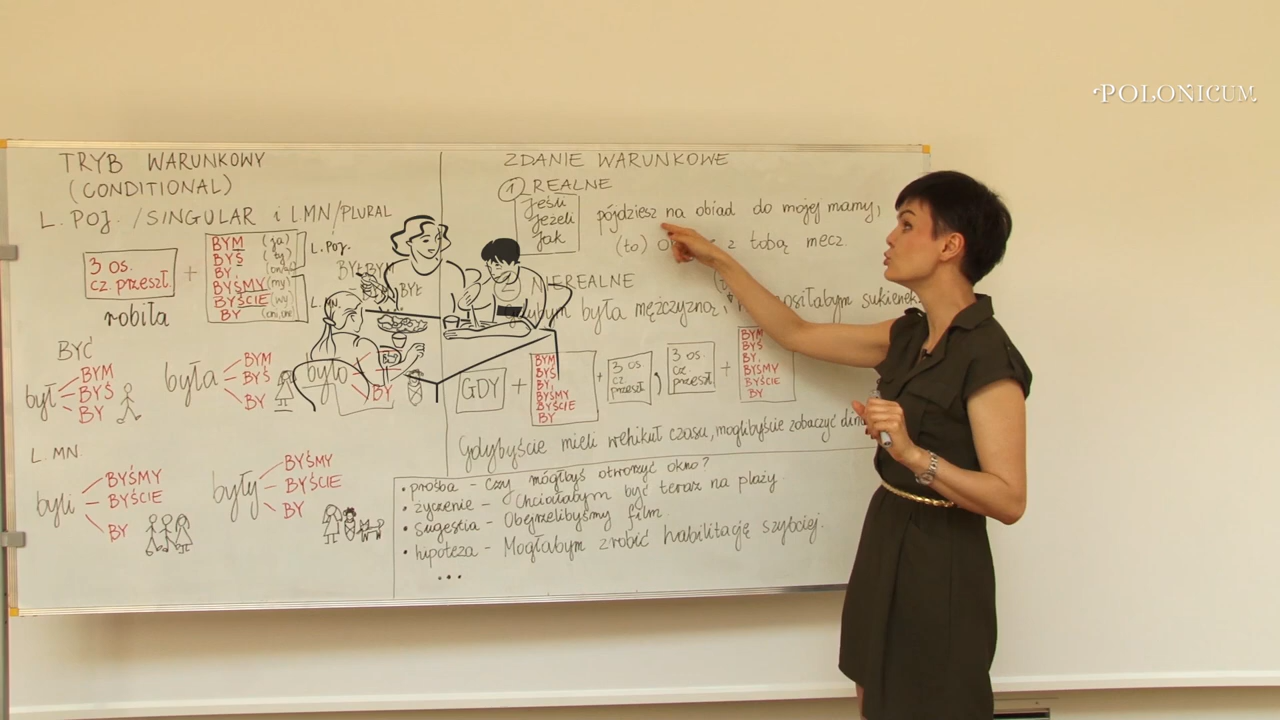 POLONICUM
TRYB WARUNKOWY
(CONDITIONAL)
L. POJ. /SINGULAR i L.MN/PLURAL
3 os.
cz. przeszł.
+
BYM (ja)
BYŚ (ty)
BY,
BYŚMY (my)
BYŚCIE (wy)
BY (oni, one)
L. POJ.
robiła
BYĆ
był
BYM
BYŚ
BY
była
BYM
BYŚ
BY
było
BY
BYŁ
L. MN.
byli
BYŚMY
BYŚCIE
BY
były
BYŚMY
BYŚCIE
BY
ZDANIE WARUNKOWE
1 REALNE
Jeśli
Jeżeli
Jak
pójdziesz na obiad do mojej mamy,
(to) z tobą mecz.
NIEREALNE
była mężczyzną,
GDY +
BYM
BYŚ
BY,
BYŚMY
BYŚCIE
BY
+ 3 os. cz. przeszł. , 3 os. cz. przeszł. +
BYM
BYŚ
BY,
BYŚMY
BYŚCIE
BY
Gdybyście mieli wehikuł czasu, moglibyście zobaczyć
• prośba - Czy mógłbyś otworzyć okno?
• życzenie - Chciałabym być teraz na plaży
• sugestia - Obejrzelibyśmy film.
• hipoteza - Mogłabym zrobić habilitację szybciej.
...